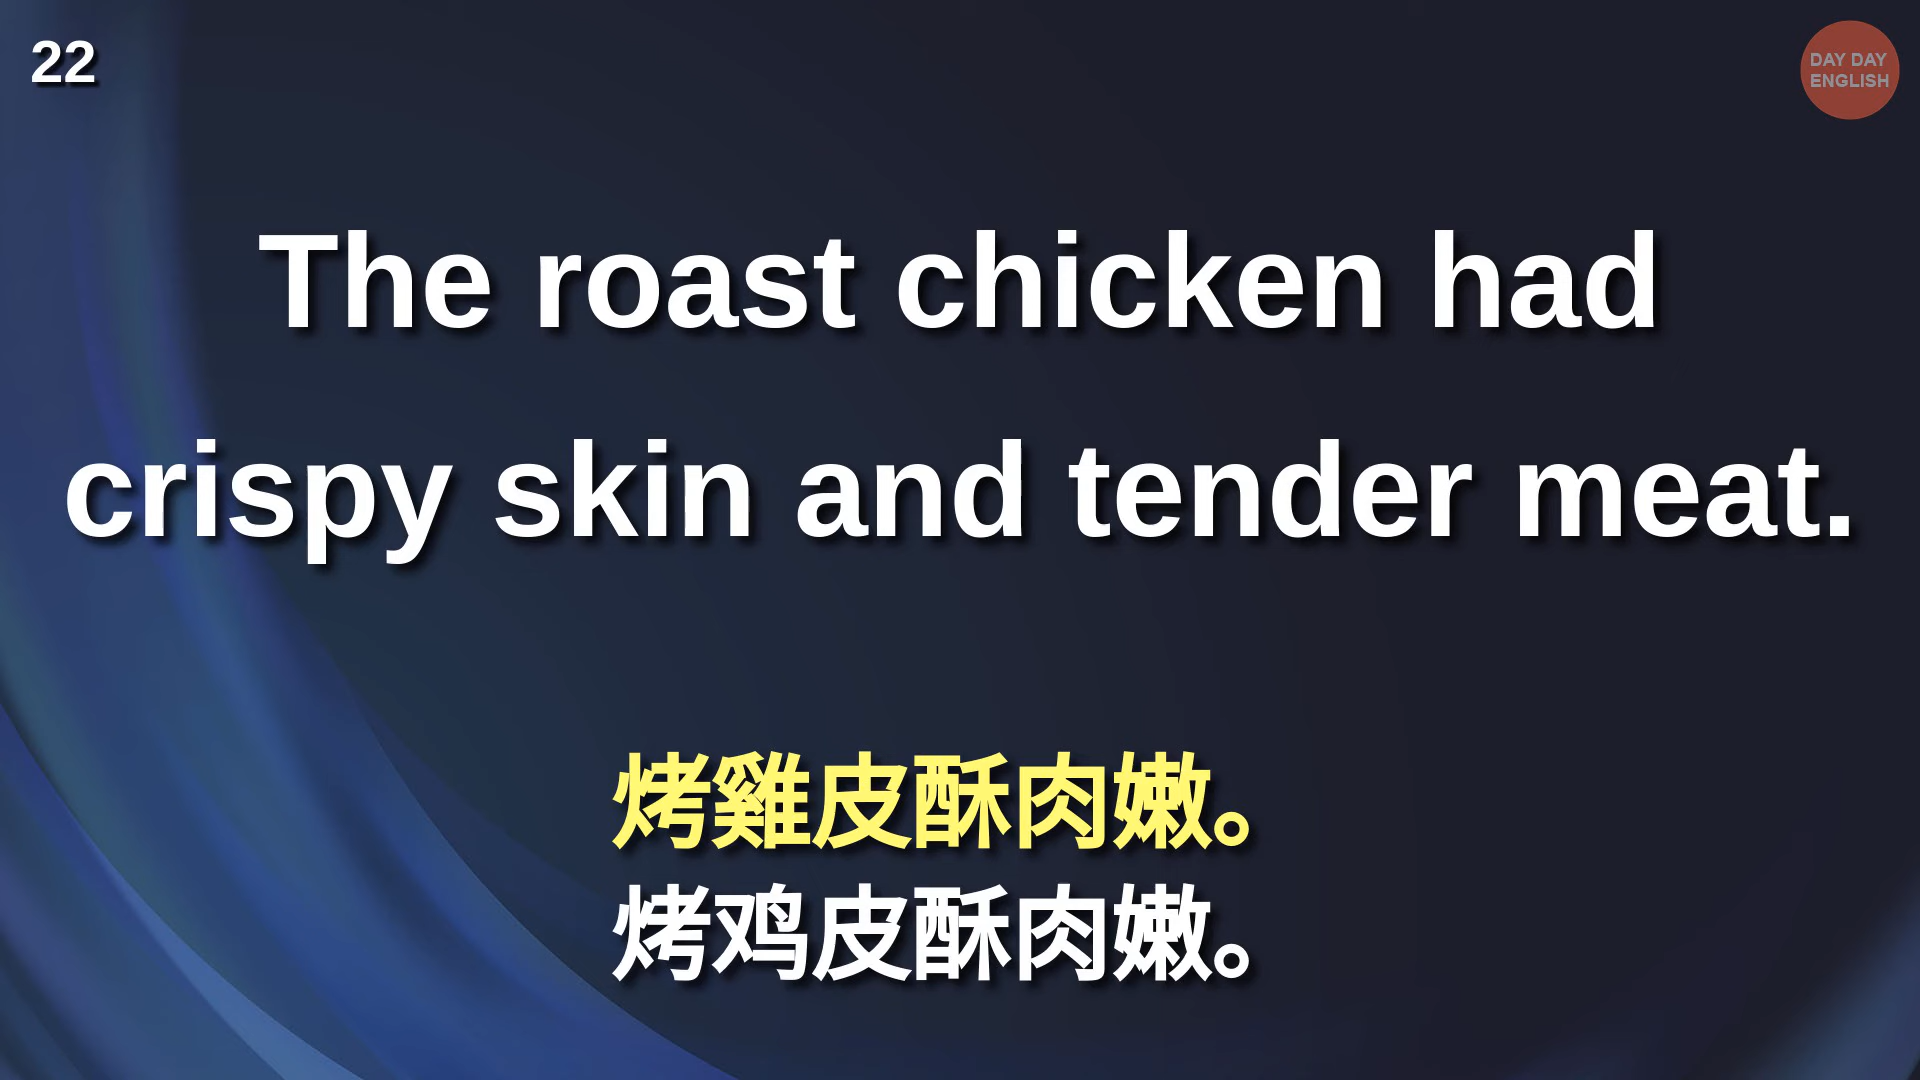 22
DAY DAY
ENGLISH
The roast chicken had
crispy skin and tender meat.
烤雞皮酥肉嫩。
烤鸡皮酥肉嫩。